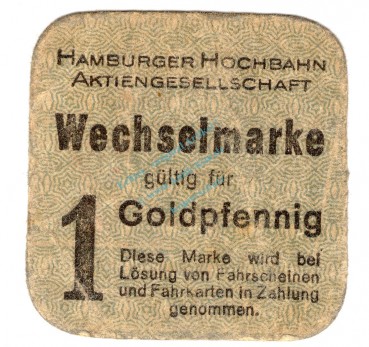 HAMBURGER HOCHBAHN
AKTIENGESELLSCHAFT
Wechselmarke
gültig für
1 Goldpfennig
Diese Marke wird bei
Lösung von Fahrscheinen
und Fahrkarten in Zahlung
genommen.